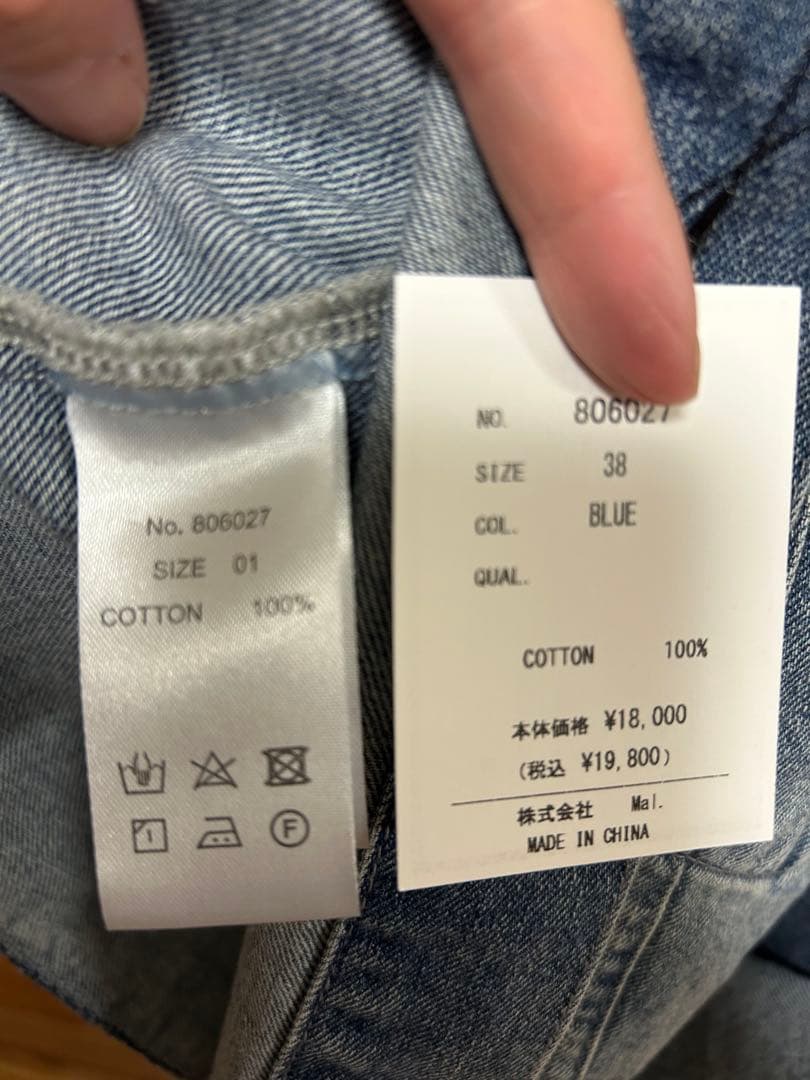 No. 806027
SIZE 01
COTTON 100%
F
NO. 806027
SIZE 38
COL. BLUE
QUAL.
COTTON 100%
本体価格 ¥18,000
(税込 ¥19,800)
株式会社 Mal.
MADE IN CHINA